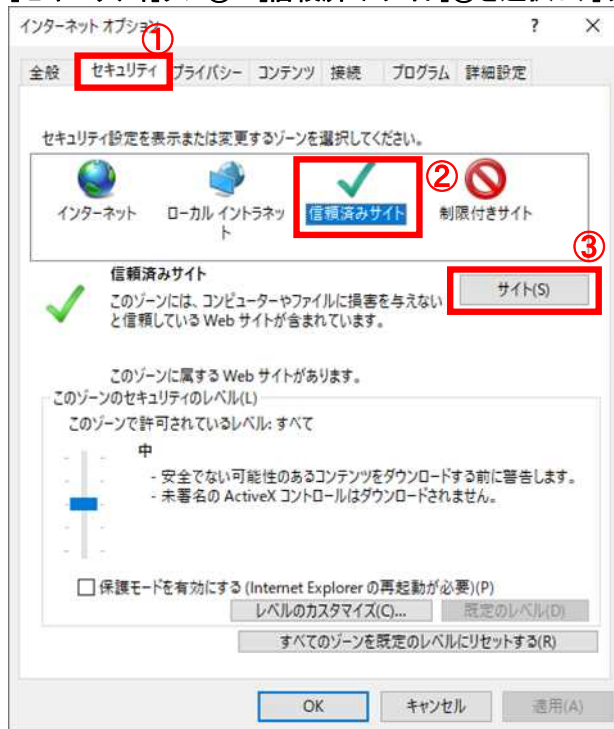 インターネット オプション
?
×
①
全般 セキュリティ プライバシー コンテンツ 接続 プログラム 詳細設定
セキュリティ設定を表示または変更するゾーンを選択してください。
②
インターネット
ローカル イントラネッ
ト
信頼済みサイト
制限付きサイト
③
信頼済みサイト
サイト(S)
このゾーンには、コンピューターやファイルに損害を与えない
と信頼している Web サイトが含まれています。
このゾーンに属する Web サイトがあります。
このゾーンのセキュリティのレベル(L)
このゾーンで許可されているレベル: すべて
中
- 安全でない可能性のあるコンテンツをダウンロードする前に警告します。
- 未署名の ActiveX コントロールはダウンロードされません。
保護モードを有効にする (Internet Explorer の再起動が必要)(P)
レベルのカスタマイズ(C)... 既定のレベル(D)
すべてのゾーンを既定のレベルにリセットする(R)
OK キャンセル 適用(A)